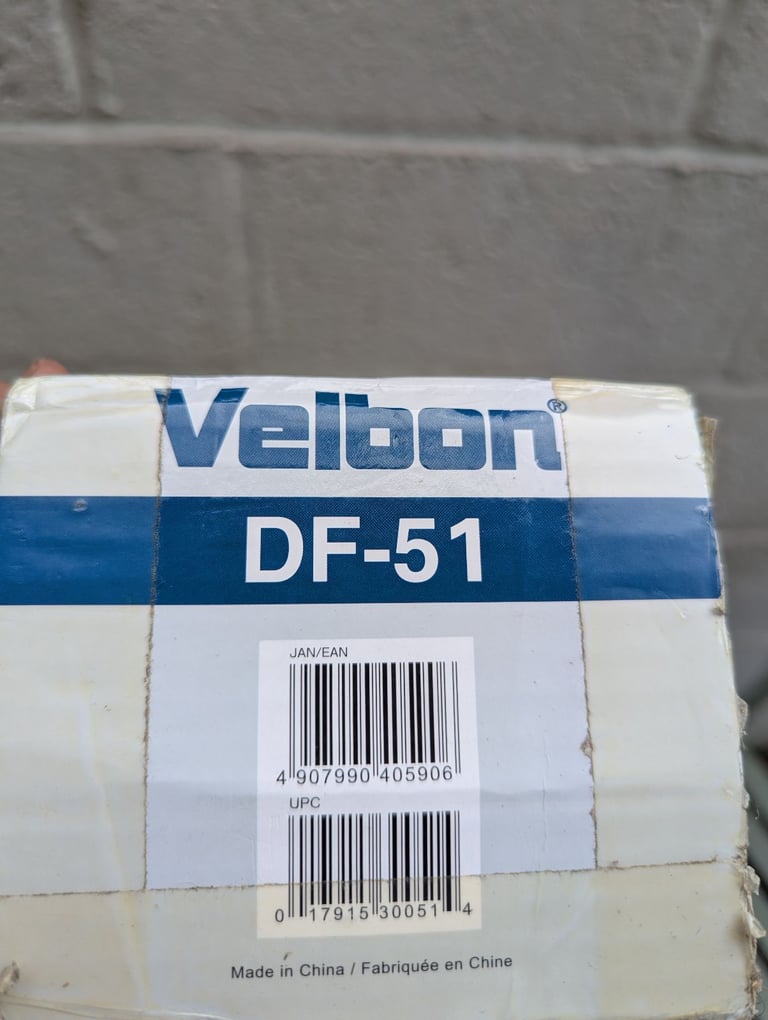 Velbon®
DF-51
JAN/EAN
4 907990 405906
UPC
0 17915 30051 4
Made in China / Fabriquée en Chine